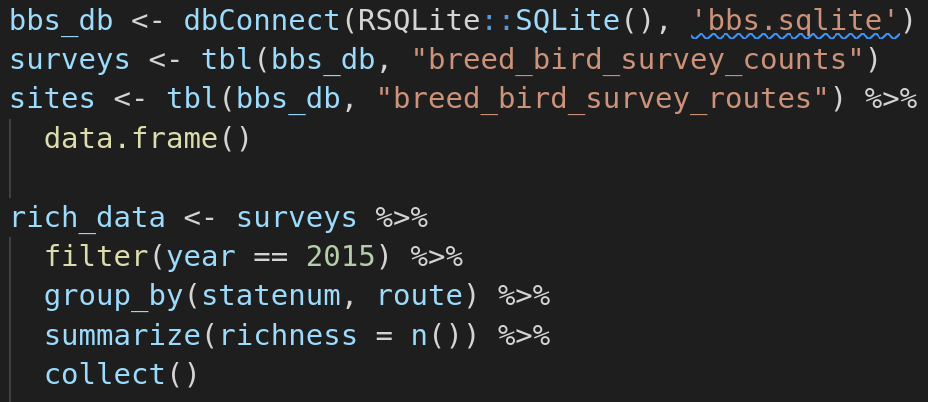 bbs_db <- dbConnect(RSQLite::SQLite(), 'bbs.sqlite')
surveys <- tbl(bbs_db, "breed_bird_survey_counts")
sites <- tbl(bbs_db, "breed_bird_survey_routes") %>%
  data.frame()

rich_data <- surveys %>%
  filter(year == 2015) %>%
  group_by(statenum, route) %>%
  summarize(richness = n()) %>%
  collect()